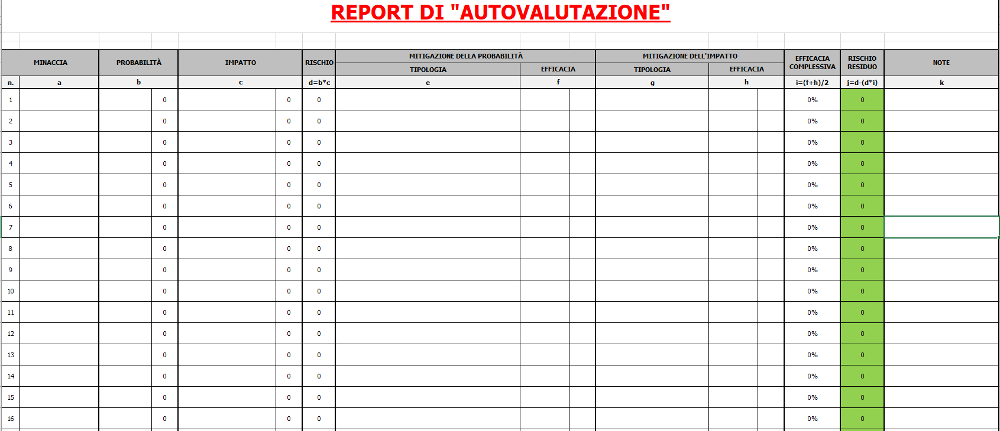 REPORT DI "AUTOVALUTAZIONE"
MINACCIA PROBABILITÀ IMPATTO RISCHIO MITIGAZIONE DELLA PROBABILITÀ MITIGAZIONE DELL'IMPATTO EFFICACIA COMPLESSIVA RISCHIO RESIDUO NOTE
TIPOLOGIA EFFICACIA TIPOLOGIA EFFICACIA
n. a b c d=b*c e f g h i=(f+h)/2 j=d-(d*i) k
1 0 0 0 0% 0
2 0 0 0 0% 0
3 0 0 0 0% 0
4 0 0 0 0% 0
5 0 0 0 0% 0
6 0 0 0 0% 0
7 0 0 0 0% 0
8 0 0 0 0% 0
9 0 0 0 0% 0
10 0 0 0 0% 0
11 0 0 0 0% 0
12 0 0 0 0% 0
13 0 0 0 0% 0
14 0 0 0 0% 0
15 0 0 0 0% 0
16 0 0 0 0% 0